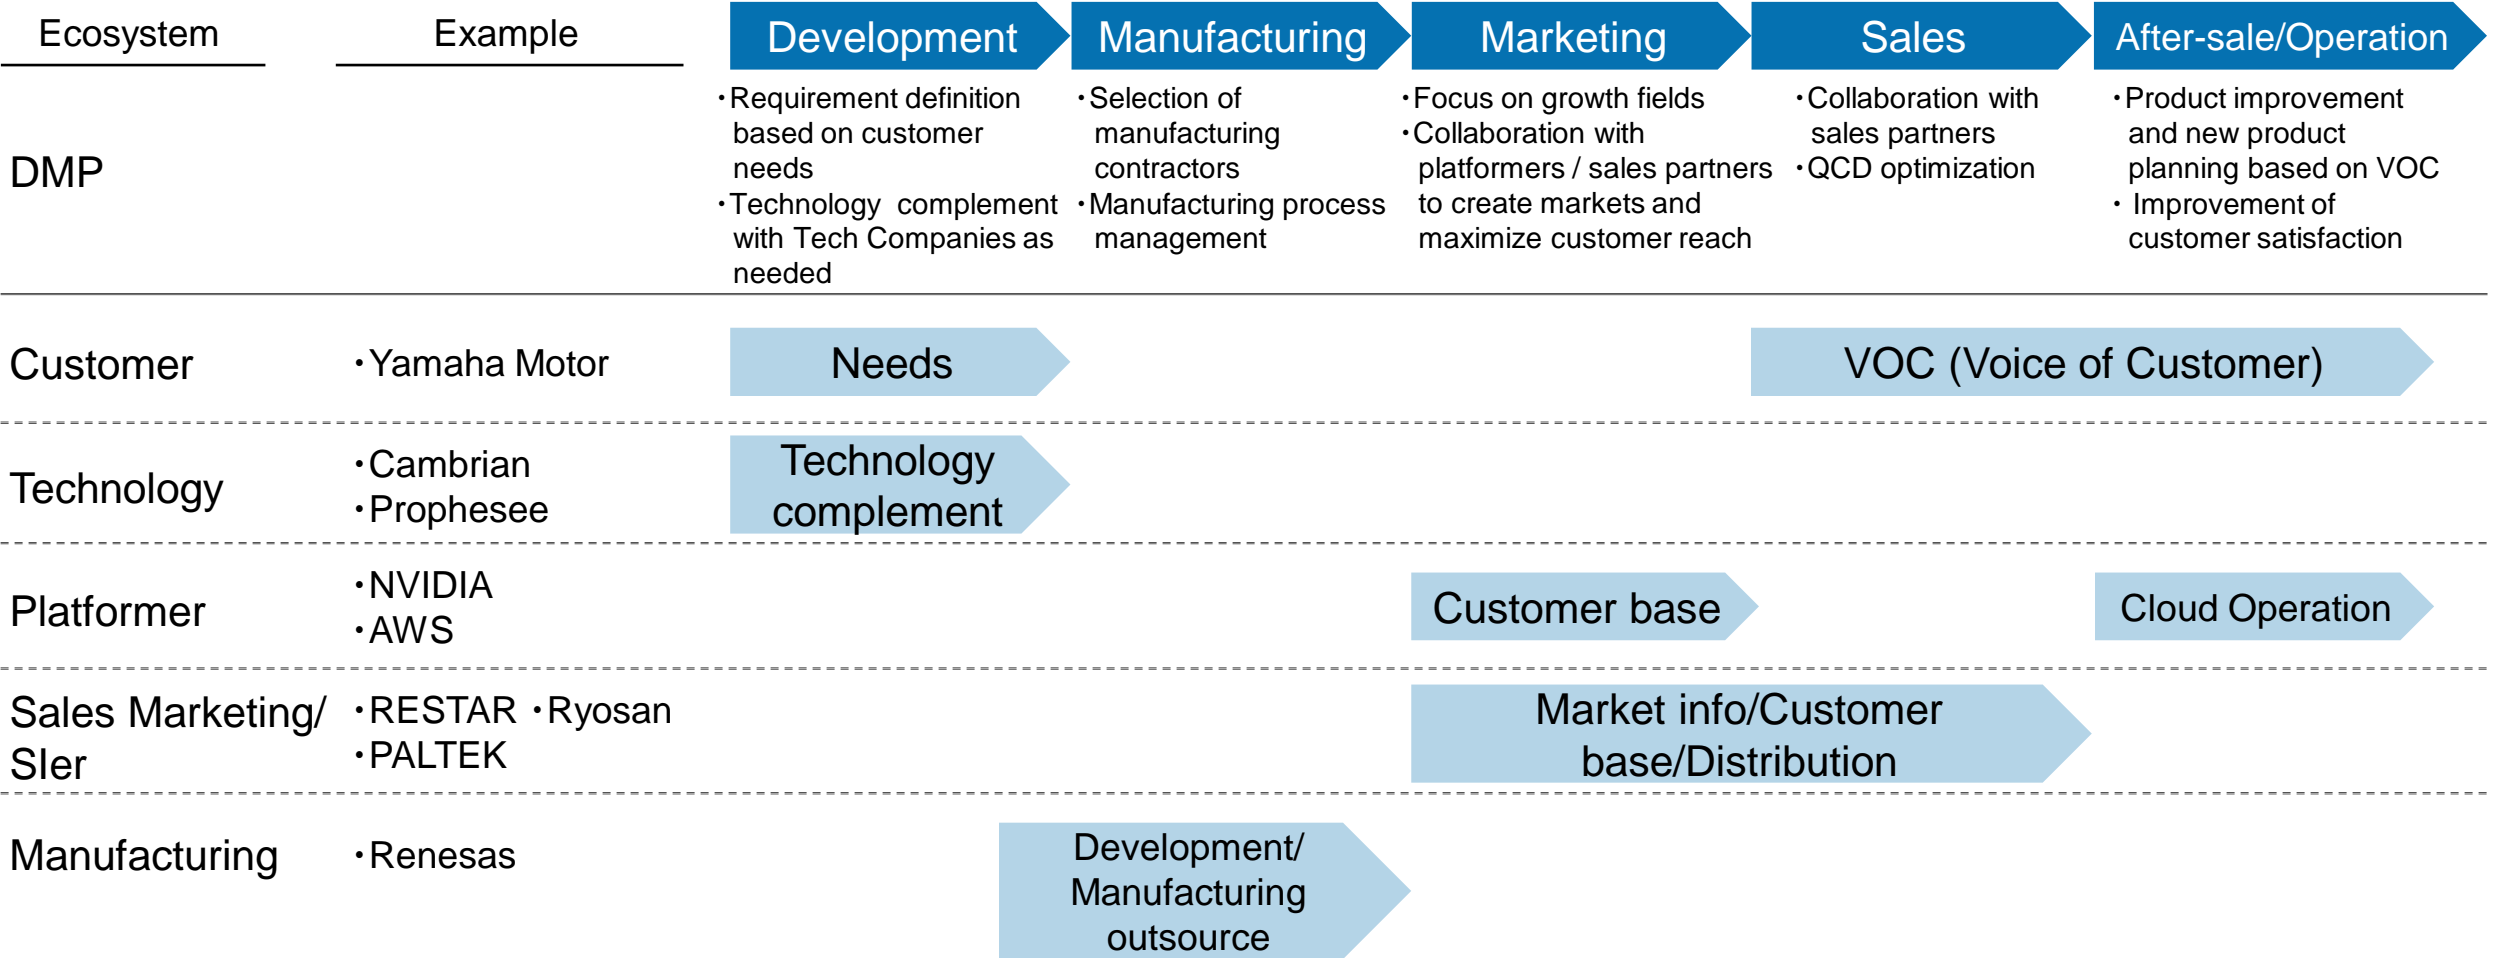 Ecosystem
Example
Development
Manufacturing
Marketing
Sales
After-sale/Operation
DMP
・Requirement definition
based on customer
needs
・Technology complement
with Tech Companies as
needed
・Selection of
manufacturing
contractors
・Manufacturing process
management
・Focus on growth fields
・Collaboration with
platformers / sales partners
to create markets and
maximize customer reach
・Collaboration with
sales partners
・QCD optimization
・Product improvement
and new product
planning based on VOC
・ Improvement of
customer satisfaction
Customer
・Yamaha Motor
Needs
VOC (Voice of Customer)
Technology
・Cambrian
・Prophesee
Technology
complement
Platformer
・NVIDIA
・AWS
Customer base
Cloud Operation
Sales Marketing/
SIer
・RESTAR ・Ryosan
・PALTEK
Market info/Customer
base/Distribution
Manufacturing
・Renesas
Development/
Manufacturing
outsource